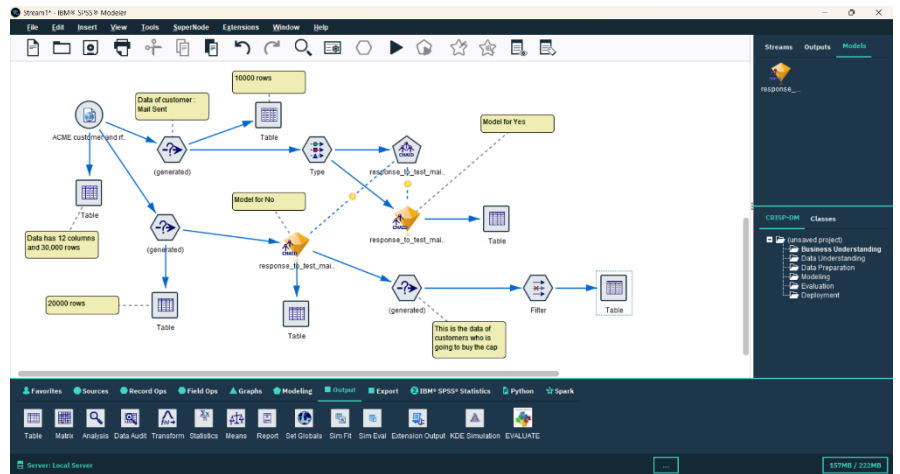 Stream1* - IBM® SPSS® Modeler
File Edit Insert View Tools SuperNode Extensions Window Help
Streams Outputs Models
response_...
10000 rows
Data of customer :
Mail Sent
Table
Model for Yes
ACME customer and rf..
(generated)
Type
CHAID
response_to_test_mai..
Table
Model for No
CHAID
response_to_test_mai..
Table
Data has 12 columns
and 30,000 rows
(generated)
CHAID
response_to_test_mai..
20000 rows
Table
Table
(generated)
Filter
Table
This is the data of
customers who is
going to buy the cap
CRISP-DM Classes
(unsaved project)
Business Understanding
Data Understanding
Data Preparation
Modeling
Evaluation
Deployment
Favorites Sources Record Ops Field Ops Graphs Modeling Output Export IBM® SPSS® Statistics Python Spark
Table Matrix Analysis Data Audit Transform Statistics Means Report Set Globals Sim Fit Sim Eval Extension Output KDE Simulation EVALUATE
Server: Local Server
...
157MB / 222MB